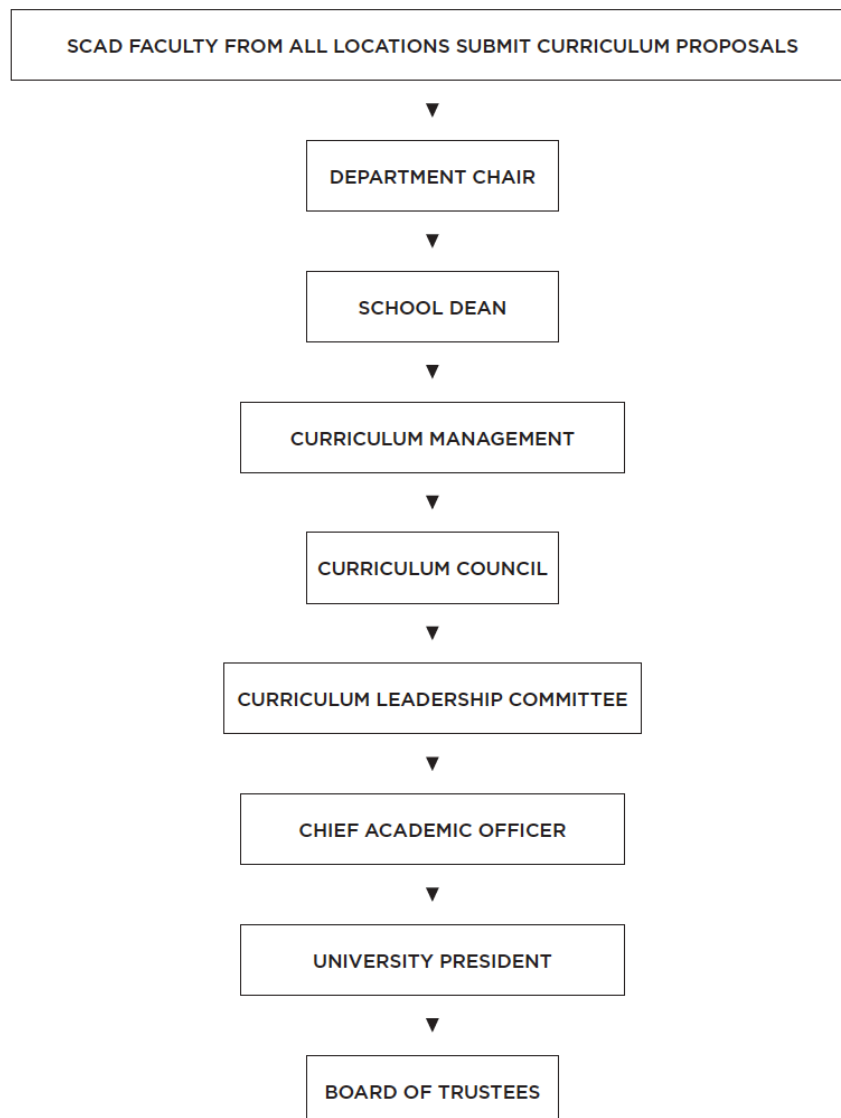 SCAD FACULTY FROM ALL LOCATIONS SUBMIT CURRICULUM PROPOSALS
DEPARTMENT CHAIR
SCHOOL DEAN
CURRICULUM MANAGEMENT
CURRICULUM COUNCIL
CURRICULUM LEADERSHIP COMMITTEE
CHIEF ACADEMIC OFFICER
UNIVERSITY PRESIDENT
BOARD OF TRUSTEES